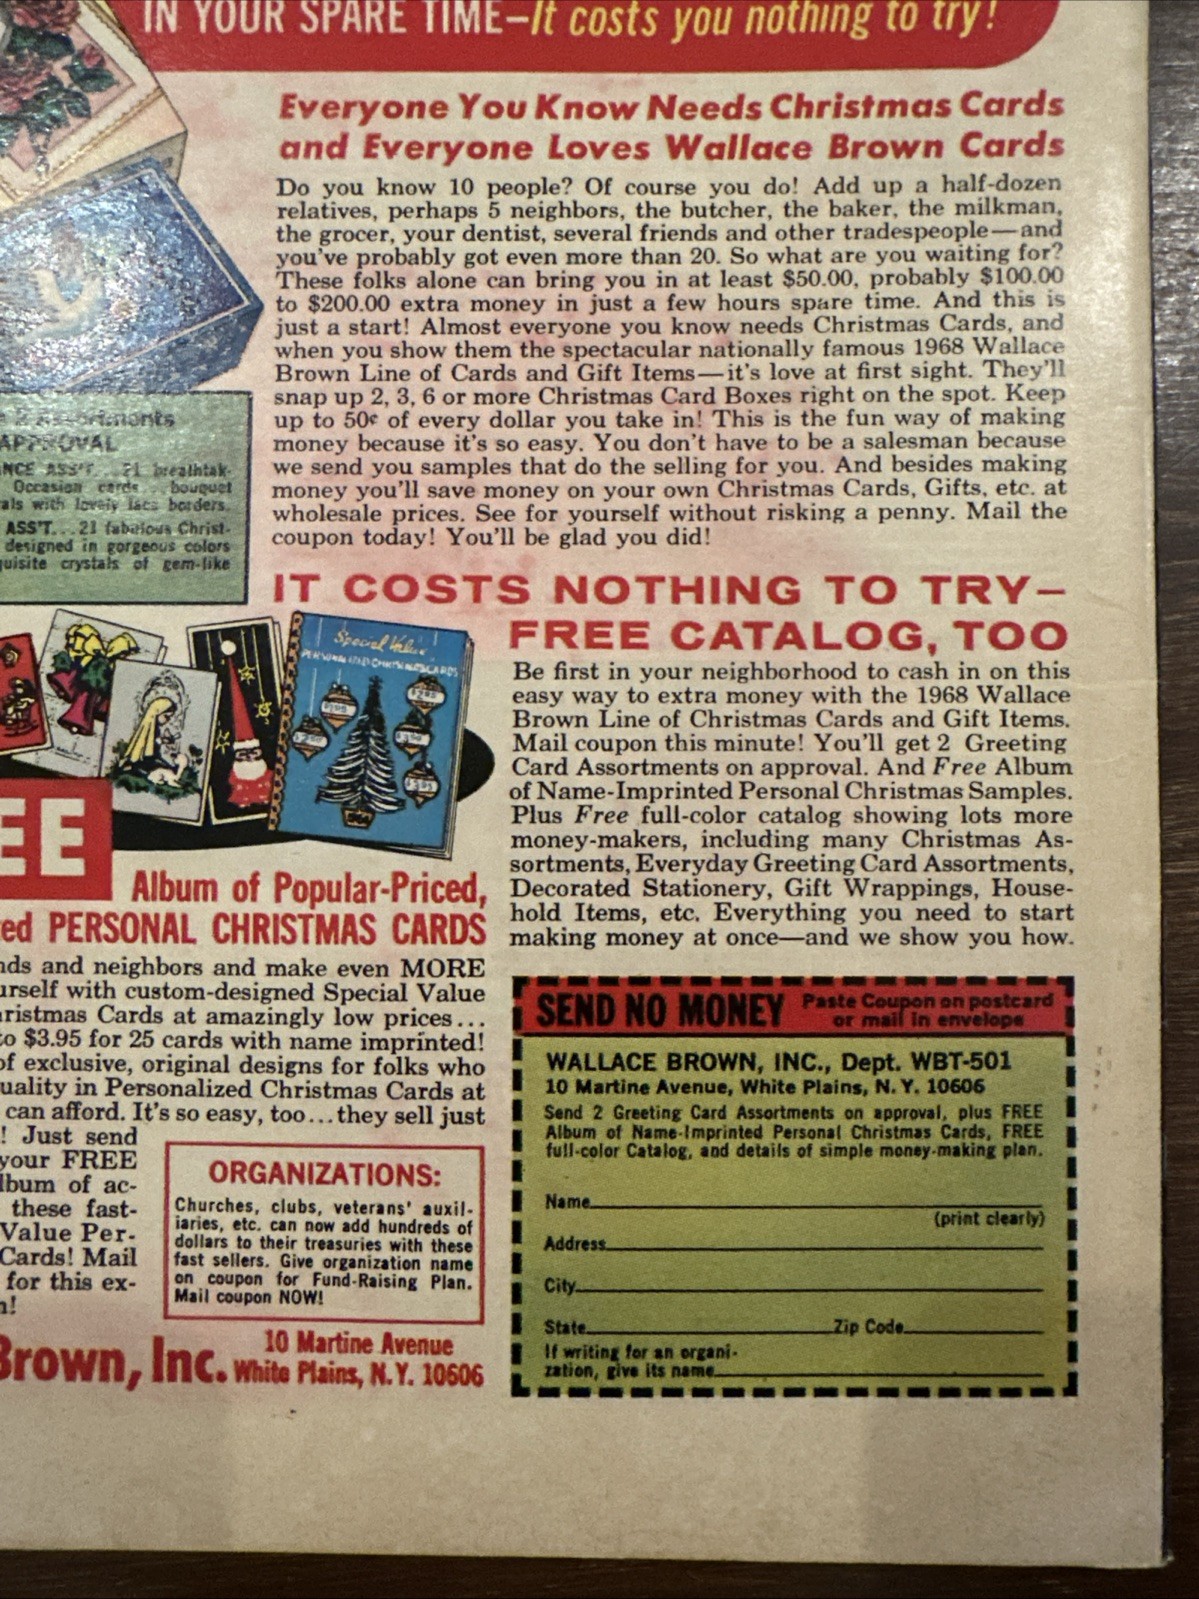 IN YOUR SPARE TIME—It costs you nothing to try!
Everyone You Know Needs Christmas Cards
and Everyone Loves Wallace Brown Cards
Do you know 10 people? Of course you do! Add up a half-dozen
relatives, perhaps 5 neighbors, the butcher, the baker, the milkman,
the grocer, your dentist, several friends and other tradespeople—and
you've probably got even more than 20. So what are you waiting for?
These folks alone can bring you in at least $50.00, probably $100.00
to $200.00 extra money in just a few hours spare time. And this is
just a start! Almost everyone you know needs Christmas Cards, and
when you show them the spectacular nationally famous 1968 Wallace
Brown Line of Cards and Gift Items—it's love at first sight. They'll
snap up 2, 3, 6 or more Christmas Card Boxes right on the spot. Keep
up to 50¢ of every dollar you take in! This is the fun way of making
money because it's so easy. You don't have to be a salesman because
we send you samples that do the selling for you. And besides making
money you'll save money on your own Christmas Cards, Gifts, etc. at
wholesale prices. See for yourself without risking a penny. Mail the
coupon today! You'll be glad you did!
2 Assortments
APPROVAL
NCE ASS'T...21 breathtak-
Occasion cards...bouquet
als with lovely lace borders.
ASS'T...21 fabulous Christ-
designed in gorgeous colors
quisite crystals of gem-like
IT COSTS NOTHING TO TRY—
FREE CATALOG, TOO
Be first in your neighborhood to cash in on this
easy way to extra money with the 1968 Wallace
Brown Line of Christmas Cards and Gift Items.
Mail coupon this minute! You'll get 2 Greeting
Card Assortments on approval. And Free Album
of Name-Imprinted Personal Christmas Samples.
Plus Free full-color catalog showing lots more
money-makers, including many Christmas As-
sortments, Everyday Greeting Card Assortments,
Decorated Stationery, Gift Wrappings, House-
hold Items, etc. Everything you need to start
making money at once—and we show you how.
Special Value
PERSONALIZED CHRISTMAS CARDS
EE
Album of Popular-Priced,
ed PERSONAL CHRISTMAS CARDS
nds and neighbors and make even MORE
urself with custom-designed Special Value
ristmas Cards at amazingly low prices...
to $3.95 for 25 cards with name imprinted!
of exclusive, original designs for folks who
uality in Personalized Christmas Cards at
can afford. It's so easy, too...they sell just
! Just send
your FREE
lbum of ac-
these fast-
Value Per-
Cards! Mail
for this ex-
n!
ORGANIZATIONS:
Churches, clubs, veterans' auxil-
iaries, etc. can now add hundreds of
dollars to their treasuries with these
fast sellers. Give organization name
on coupon for Fund-Raising Plan.
Mail coupon NOW!
Brown, Inc. 10 Martine Avenue
White Plains, N.Y. 10606
SEND NO MONEY Paste Coupon on postcard
or mail in envelope
WALLACE BROWN, INC., Dept. WBT-501
10 Martine Avenue, White Plains, N. Y. 10606
Send 2 Greeting Card Assortments on approval, plus FREE
Album of Name-Imprinted Personal Christmas Cards, FREE
full-color Catalog, and details of simple money-making plan.
Name
(print clearly)
Address
City
State Zip Code
If writing for an organi-
zation, give its name